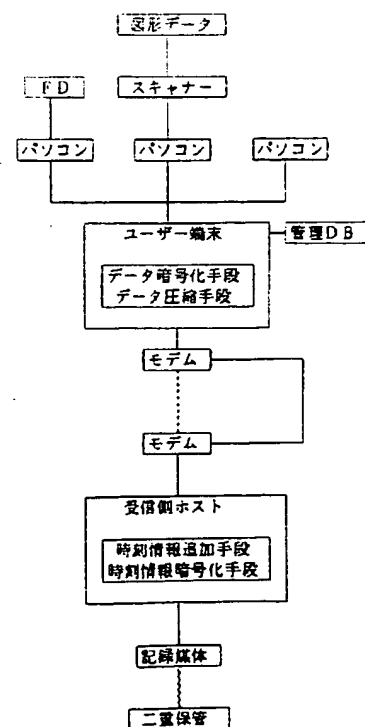 図形データ
FD
スキャナー
パソコン
パソコン
パソコン
ユーザー端末
管理DB
データ暗号化手段
データ圧縮手段
モデム
モデム
受信側ホスト
時刻情報追加手段
時刻情報暗号化手段
記録媒体
二重保管